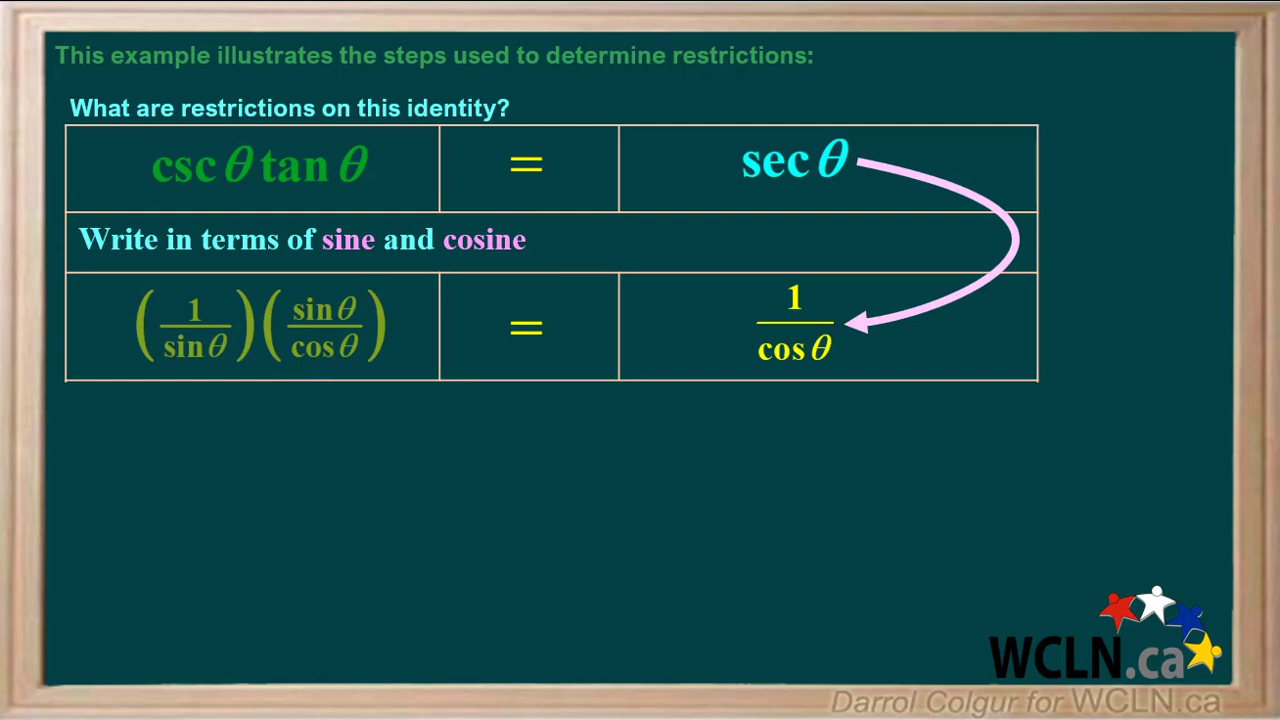 This example illustrates the steps used to determine restrictions:
What are restrictions on this identity?
csc θ tan θ = sec θ
Write in terms of sine and cosine
(1/sin θ)(sin θ/cos θ) = 1/cos θ
WCLN.ca
Darrol Colgur for WCLN.ca